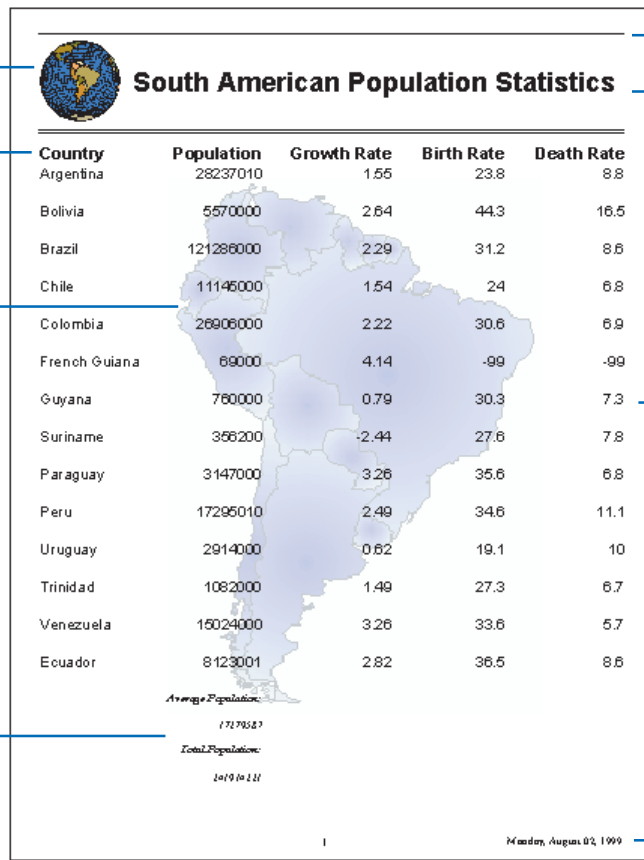 South American Population Statistics
Country Population Growth Rate Birth Rate Death Rate
Argentina 28237010 1.55 23.8 8.8
Bolivia 5570000 2.64 44.3 16.5
Brazil 121286000 2.29 31.2 8.6
Chile 11145000 1.54 24 6.8
Colombia 26906000 2.22 30.6 6.9
French Guiana 69000 4.14 -99 -99
Guyana 760000 0.79 30.3 7.3
Suriname 356200 -2.44 27.6 7.8
Paraguay 3147000 3.26 35.6 6.8
Peru 17295010 2.49 34.6 11.1
Uruguay 2914000 0.62 19.1 10
Trinidad 1082000 1.49 27.3 6.7
Venezuela 15024000 3.26 33.6 5.7
Ecuador 8123001 2.82 36.5 8.6
Average Population:
Total Population:
1 Monday, August 02, 1999